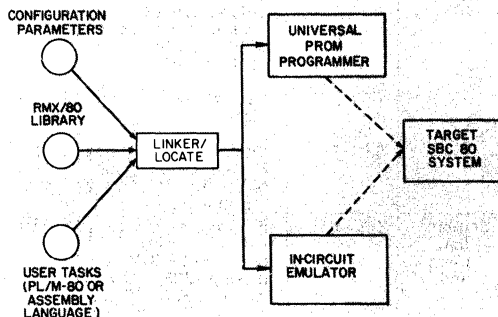 CONFIGURATION
PARAMETERS
RMX/80
LIBRARY
USER TASKS
(PL/M-80 OR
ASSEMBLY
LANGUAGE)
LINKER/
LOCATE
UNIVERSAL
PROM
PROGRAMMER
IN-CIRCUIT
EMULATOR
TARGET
SBC 80
SYSTEM